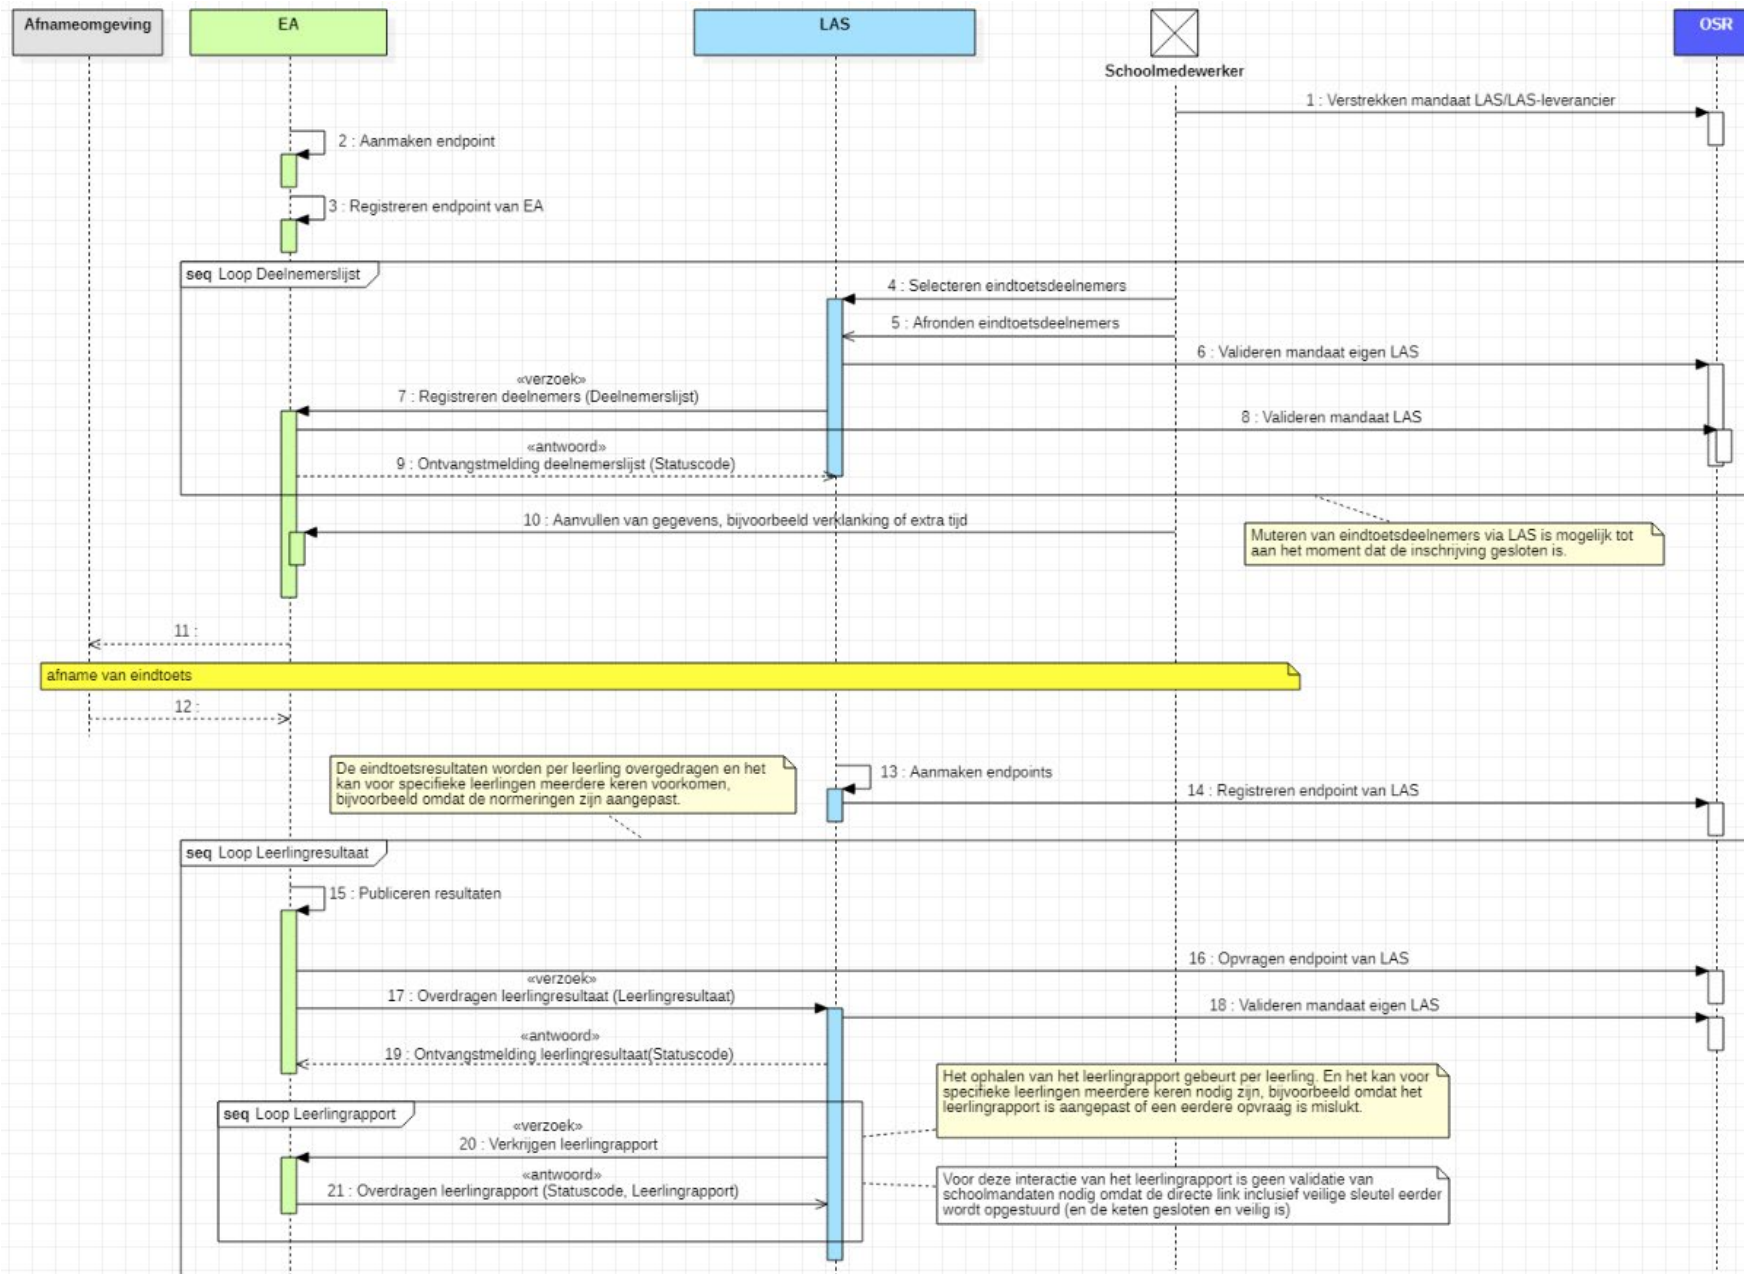 Afnameomgeving
EA
LAS
Schoolmedewerker
OSR
1 : Verstrekken mandaat LAS/LAS-leverancier
2 : Aanmaken endpoint
3 : Registreren endpoint van EA
seq Loop Deelnemerslijst
4 : Selecteren eindtoetsdeelnemers
5 : Afronden eindtoetsdeelnemers
6 : Valideren mandaat eigen LAS
«verzoek»
7 : Registreren deelnemers (Deelnemerslijst)
8 : Valideren mandaat LAS
«antwoord»
9 : Ontvangstmelding deelnemerslijst (Statuscode)
10 : Aanvullen van gegevens, bijvoorbeeld verklanking of extra tijd
Muteren van eindtoetsdeelnemers via LAS is mogelijk tot
aan het moment dat de inschrijving gesloten is.
11 :
afname van eindtoets
12 :
De eindtoetsresultaten worden per leerling overgedragen en het
kan voor specifieke leerlingen meerdere keren voorkomen,
bijvoorbeeld omdat de normeringen zijn aangepast.
13 : Aanmaken endpoints
14 : Registreren endpoint van LAS
seq Loop Leerlingresultaat
15 : Publiceren resultaten
16 : Opvragen endpoint van LAS
«verzoek»
17 : Overdragen leerlingresultaat (Leerlingresultaat)
18 : Valideren mandaat eigen LAS
«antwoord»
19 : Ontvangstmelding leerlingresultaat(Statuscode)
Het ophalen van het leerlingrapport gebeurt per leerling. En het kan voor
specifieke leerlingen meerdere keren nodig zijn, bijvoorbeeld omdat het
leerlingrapport is aangepast of een eerdere opvraag is mislukt.
seq Loop Leerlingrapport
«verzoek»
20 : Verkrijgen leerlingrapport
«antwoord»
21 : Overdragen leerlingrapport (Statuscode, Leerlingrapport)
Voor deze interactie van het leerlingrapport is geen validatie van
schoolmandaten nodig omdat de directe link inclusief veilige sleutel eerder
wordt opgestuurd (en de keten gesloten en veilig is)